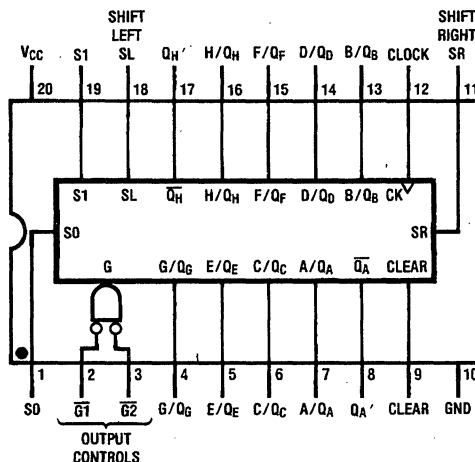 SHIFT SHIFT
LEFT RIGHT
VCC S1 SL QH' H/QH F/QF D/QD B/QB CLOCK SR
20 19 18 17 16 15 14 13 12 11
S1 SL Q̅H̅ H/QH F/QF D/QD B/QB CK
S0 SR
G G/QG E/QE C/QC A/QA Q̅A̅ CLEAR
1 2 3 4 5 6 7 8 9 10
S0 G̅1̅ G̅2̅ G/QG E/QE C/QC A/QA QA' CLEAR GND
OUTPUT
CONTROLS